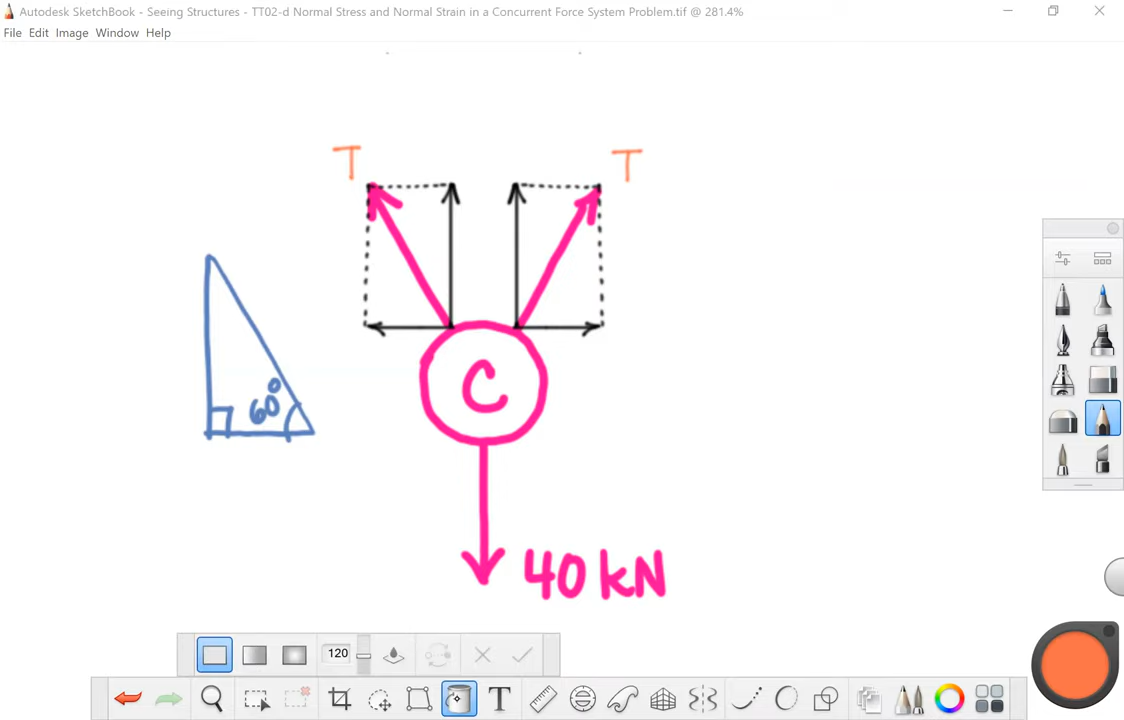 Autodesk SketchBook - Seeing Structures - TT02-d Normal Stress and Normal Strain in a Concurrent Force System Problem.tif @ 281.4%
File Edit Image Window Help
T T
60°
C
40 kN
120
T